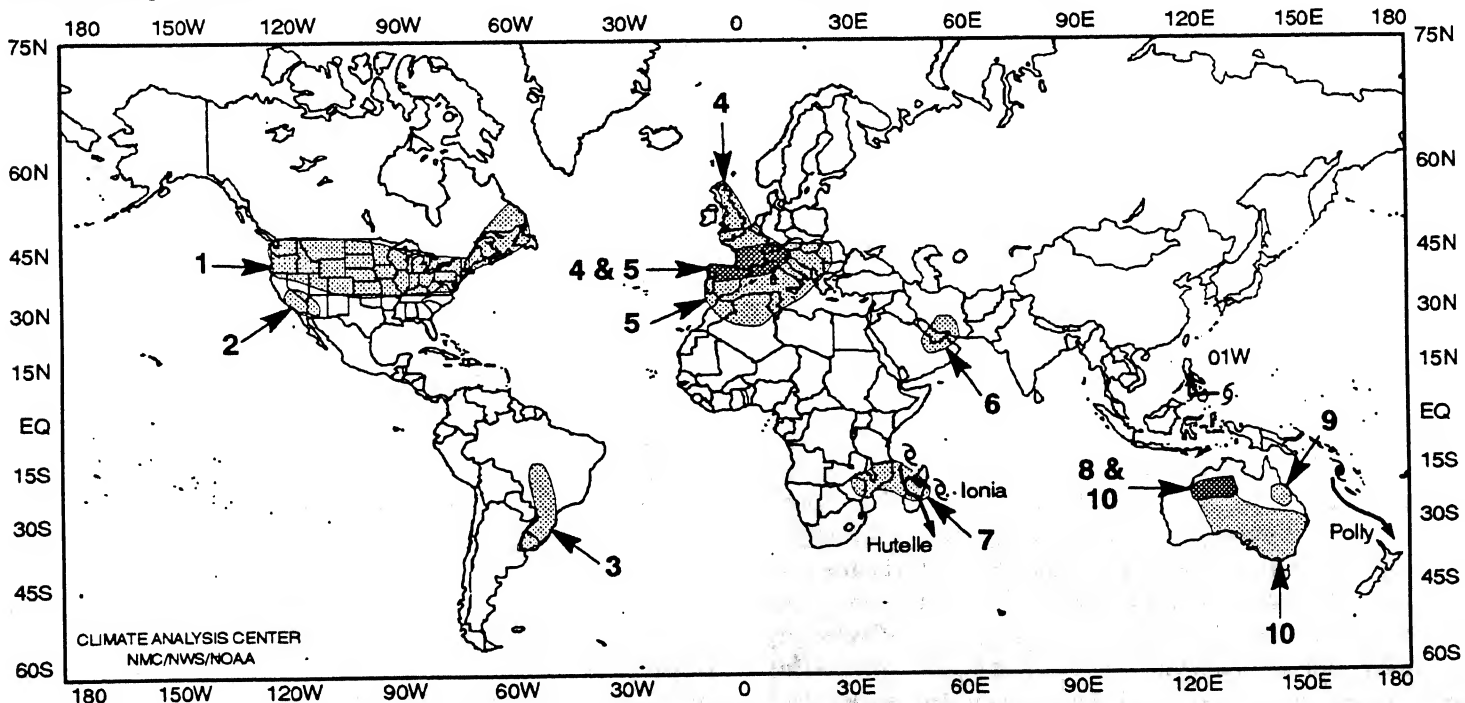 180 150W 120W 90W 60W 30W 0 30E 60E 90E 120E 150E 180
75N 75N
4
60N 60N
45N 45N
1 4 & 5
30N 5 30N
2
01W
15N 15N
6
EQ EQ
9
15S 8 & 15S
10
Ionia
30S Polly 30S
3 Hutelle 7
45S 45S
10
CLIMATE ANALYSIS CENTER
NMC/NWS/NOAA
60S 60S
180 150W 120W 90W 60W 30W 0 30E 60E 90E 120E 150E 180